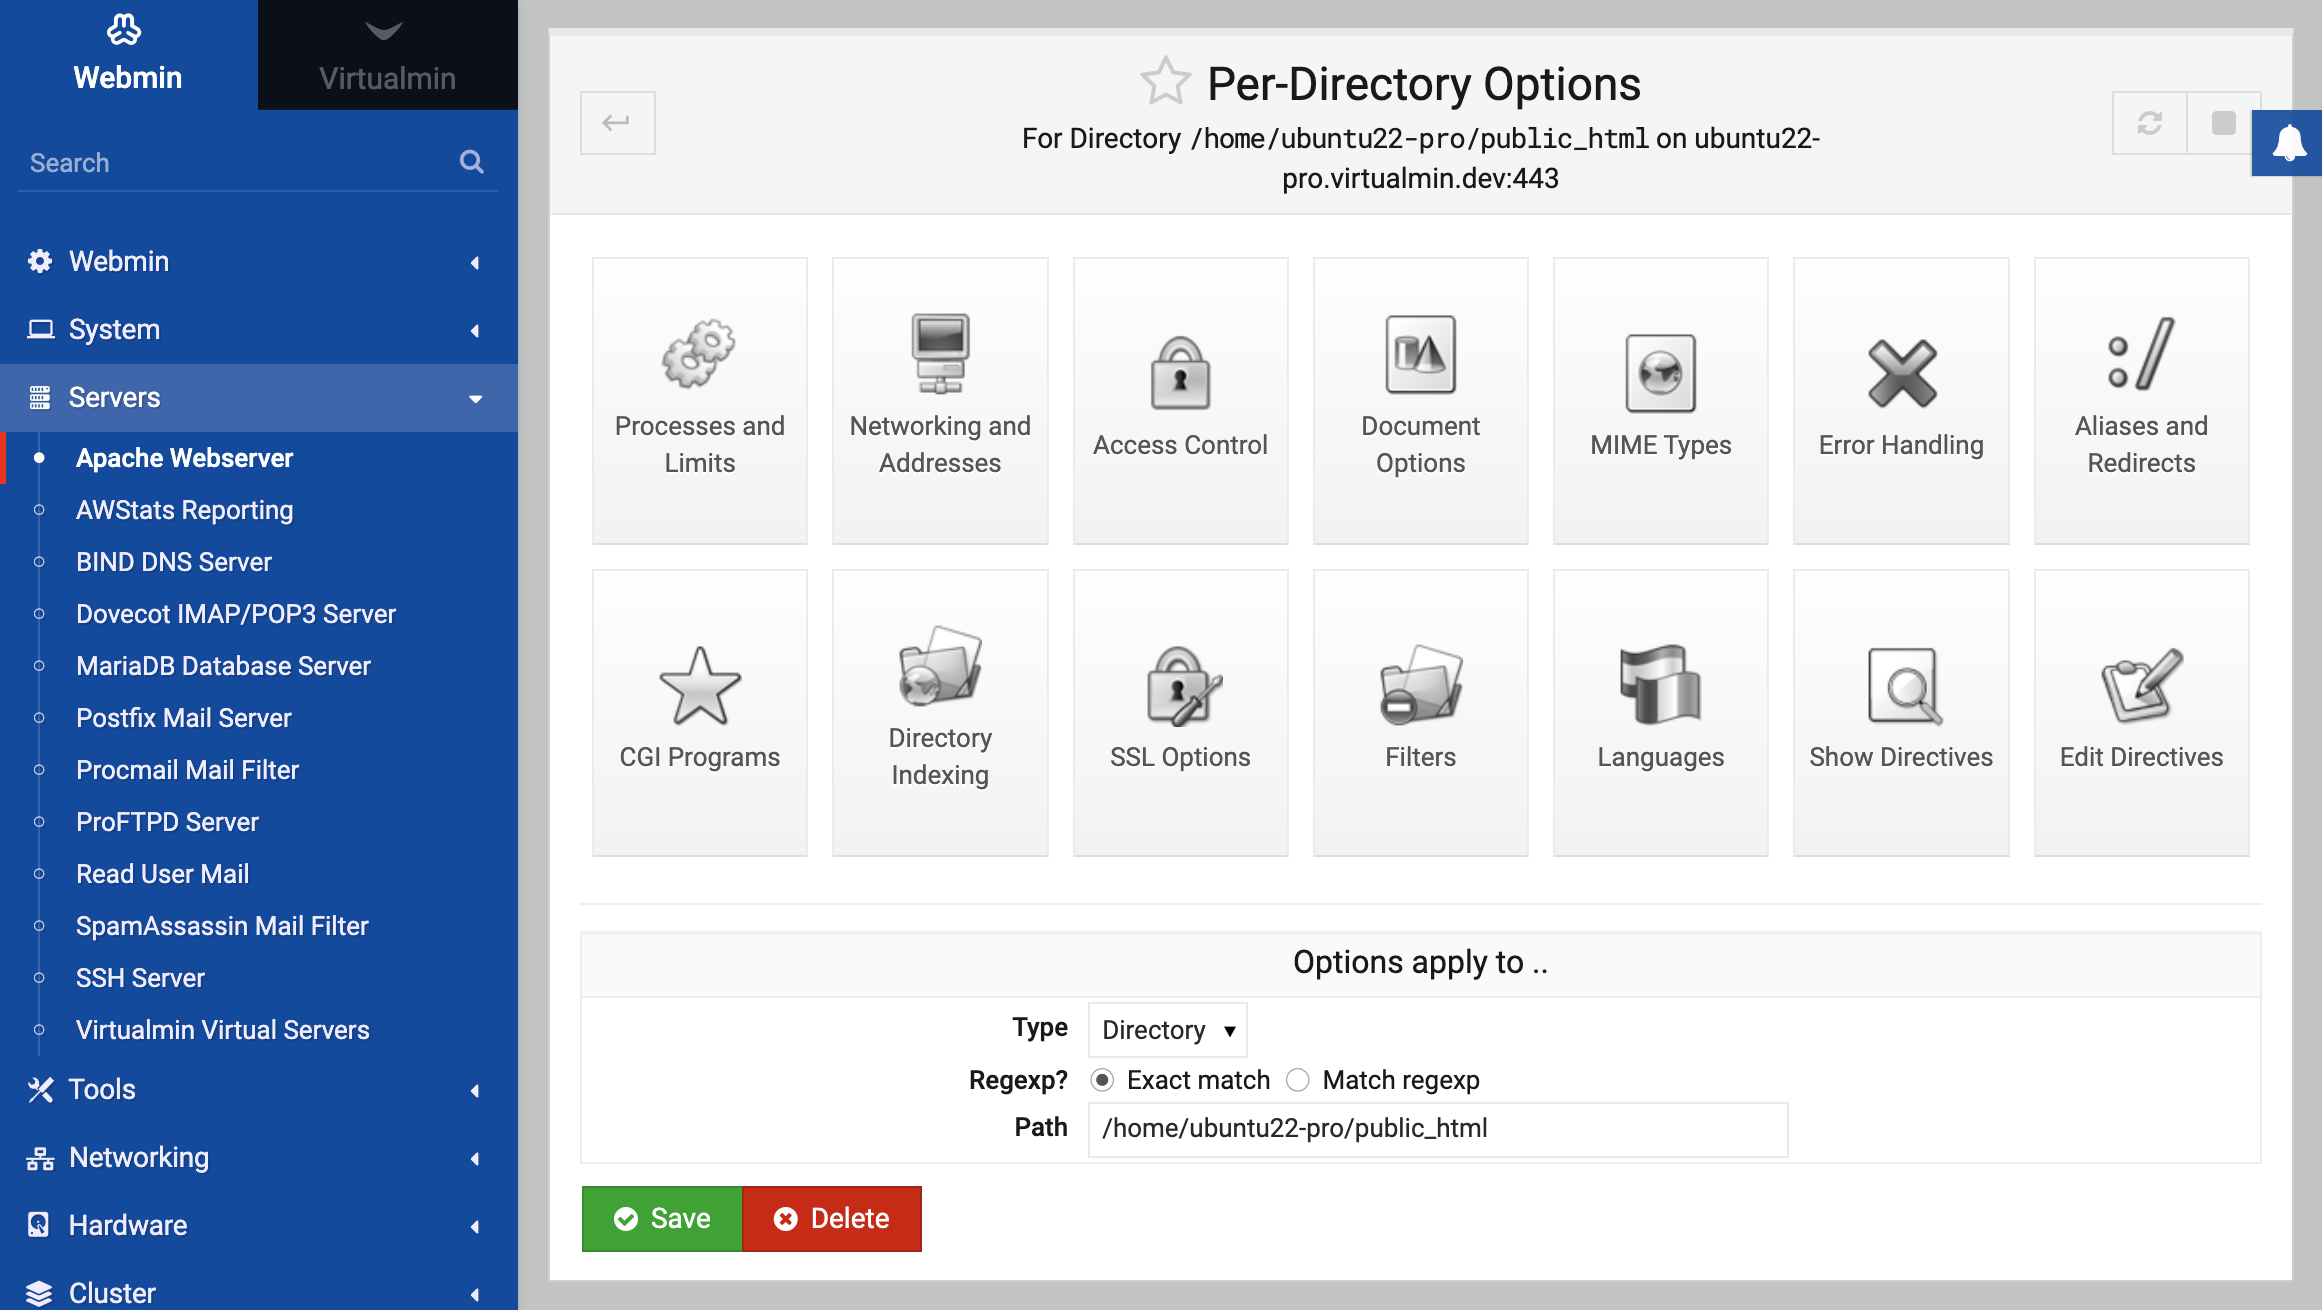 Webmin
Virtualmin
Search
Webmin
System
Servers
Apache Webserver
AWStats Reporting
BIND DNS Server
Dovecot IMAP/POP3 Server
MariaDB Database Server
Postfix Mail Server
Procmail Mail Filter
ProFTPD Server
Read User Mail
SpamAssassin Mail Filter
SSH Server
Virtualmin Virtual Servers
Tools
Networking
Hardware
Cluster
Per-Directory Options
For Directory /home/ubuntu22-pro/public_html on ubuntu22-
pro.virtualmin.dev:443
Processes and
Limits
Networking and
Addresses
Access Control
Document
Options
MIME Types
Error Handling
Aliases and
Redirects
CGI Programs
Directory
Indexing
SSL Options
Filters
Languages
Show Directives
Edit Directives
Options apply to ..
Type Directory
Regexp? Exact match Match regexp
Path /home/ubuntu22-pro/public_html
Save Delete